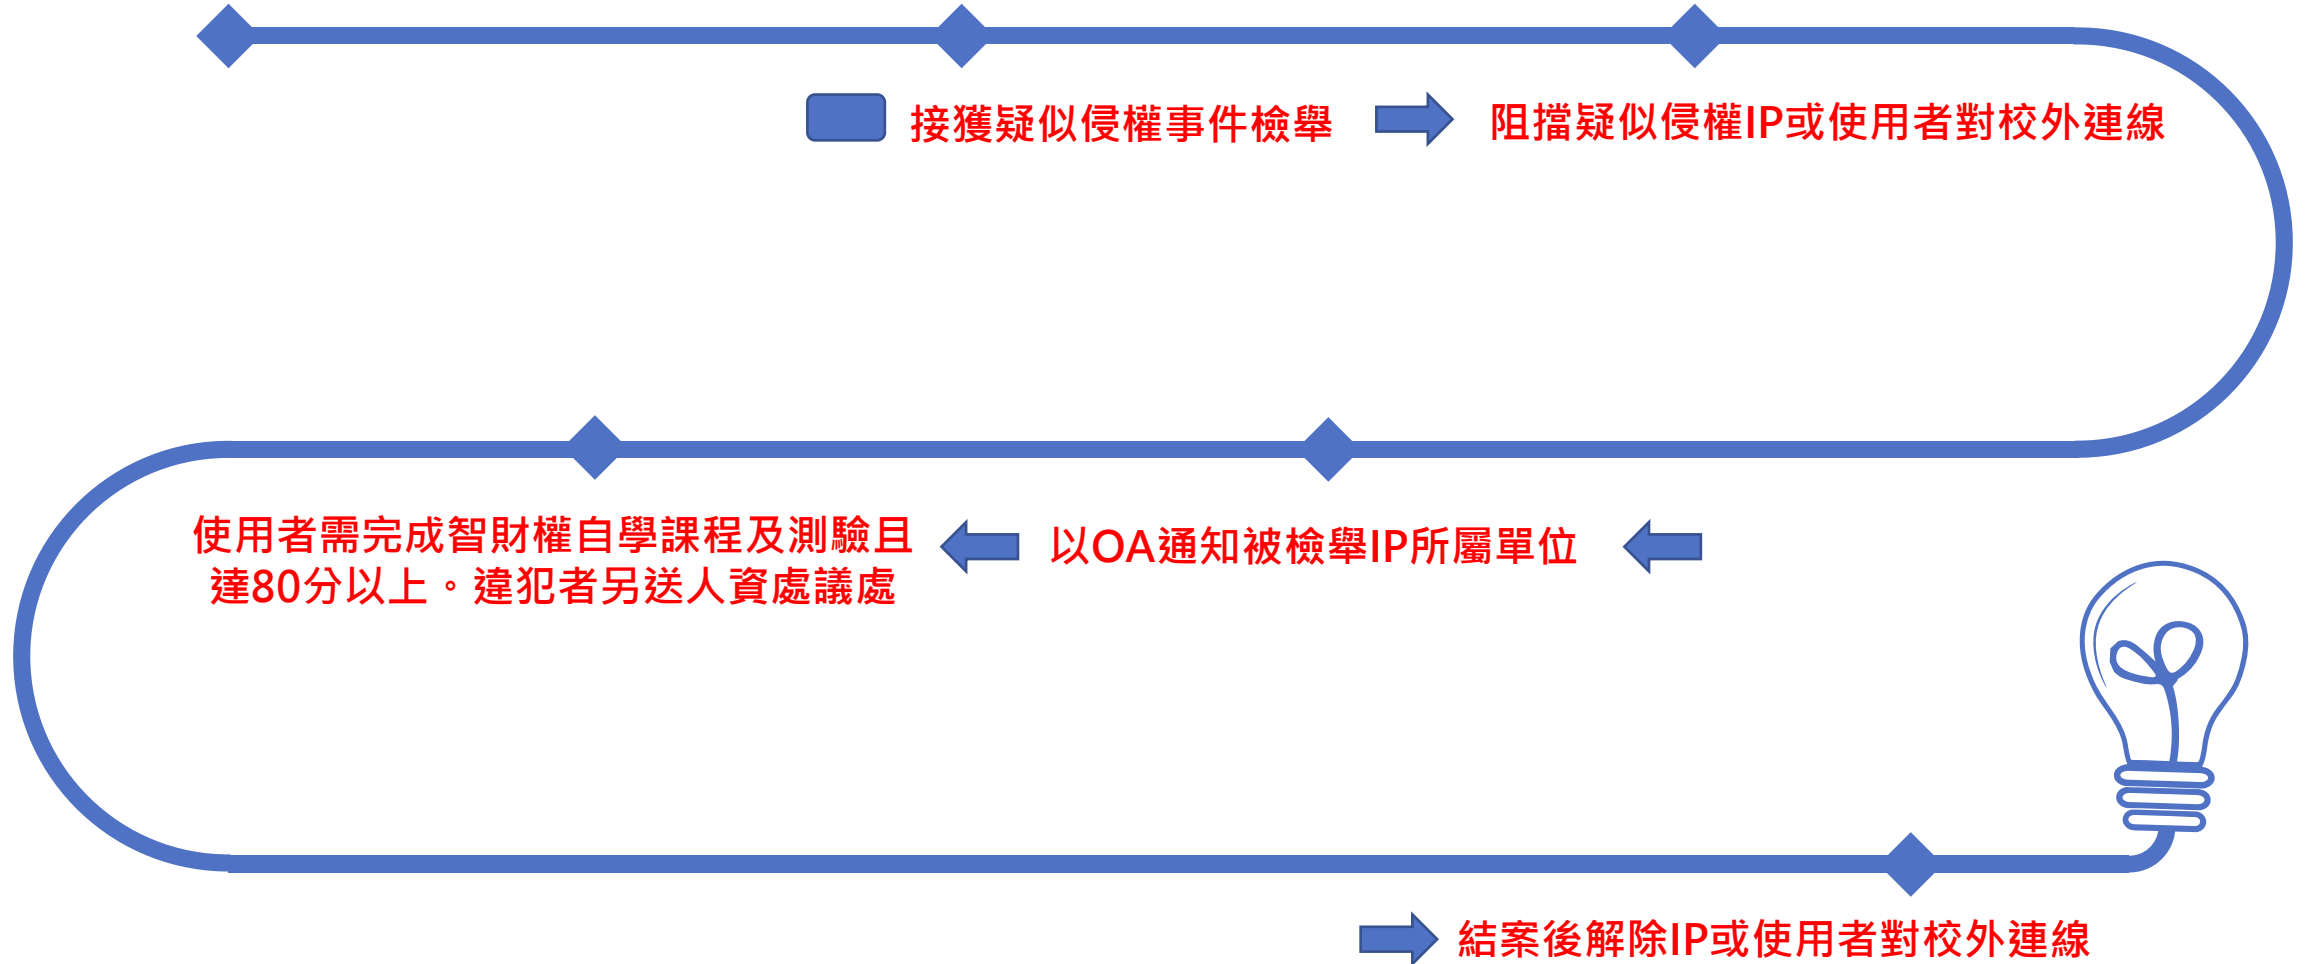 接獲疑似侵權事件檢舉
阻擋疑似侵權IP或使用者對校外連線
以OA通知被檢舉IP所屬單位
使用者需完成智財權自學課程及測驗且
達80分以上。違犯者另送人資處議處
結案後解除IP或使用者對校外連線